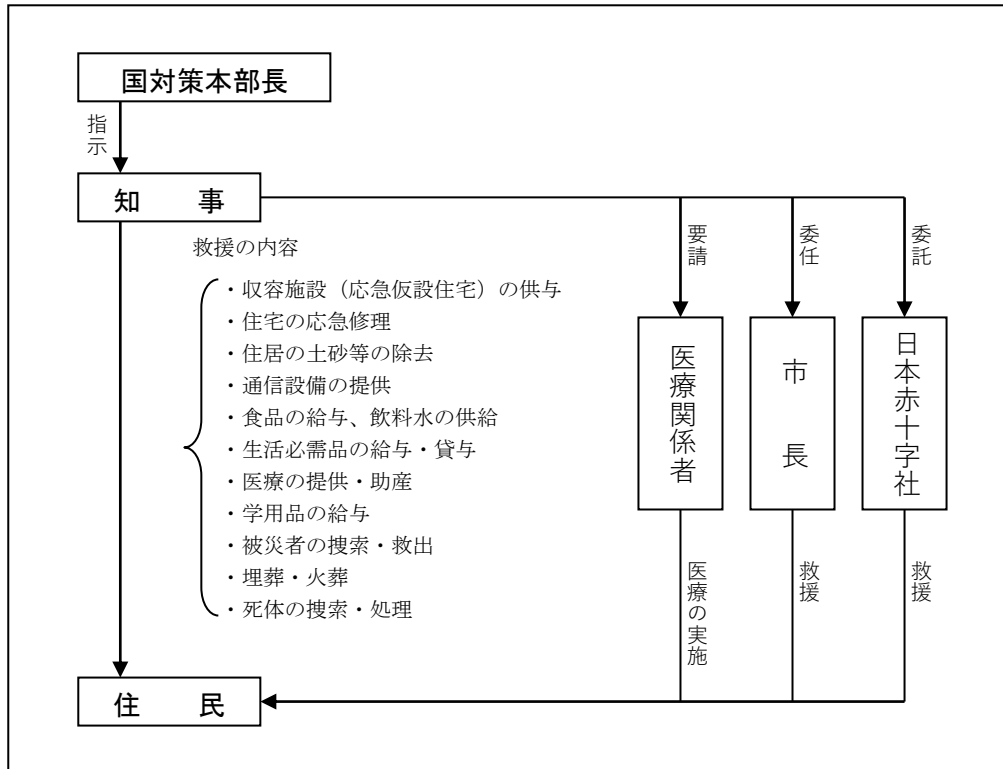 国対策本部長
指示
知　　事
救援の内容
・収容施設（応急仮設住宅）の供与
・住宅の応急修理
・住居の土砂等の除去
・通信設備の提供
・食品の給与、飲料水の供給
・生活必需品の給与・貸与
・医療の提供・助産
・学用品の給与
・被災者の捜索・救出
・埋葬・火葬
・死体の捜索・処理
要請
委任
委託
医療関係者
市　長
日本赤十字社
医療の実施
救援
救援
住　　民